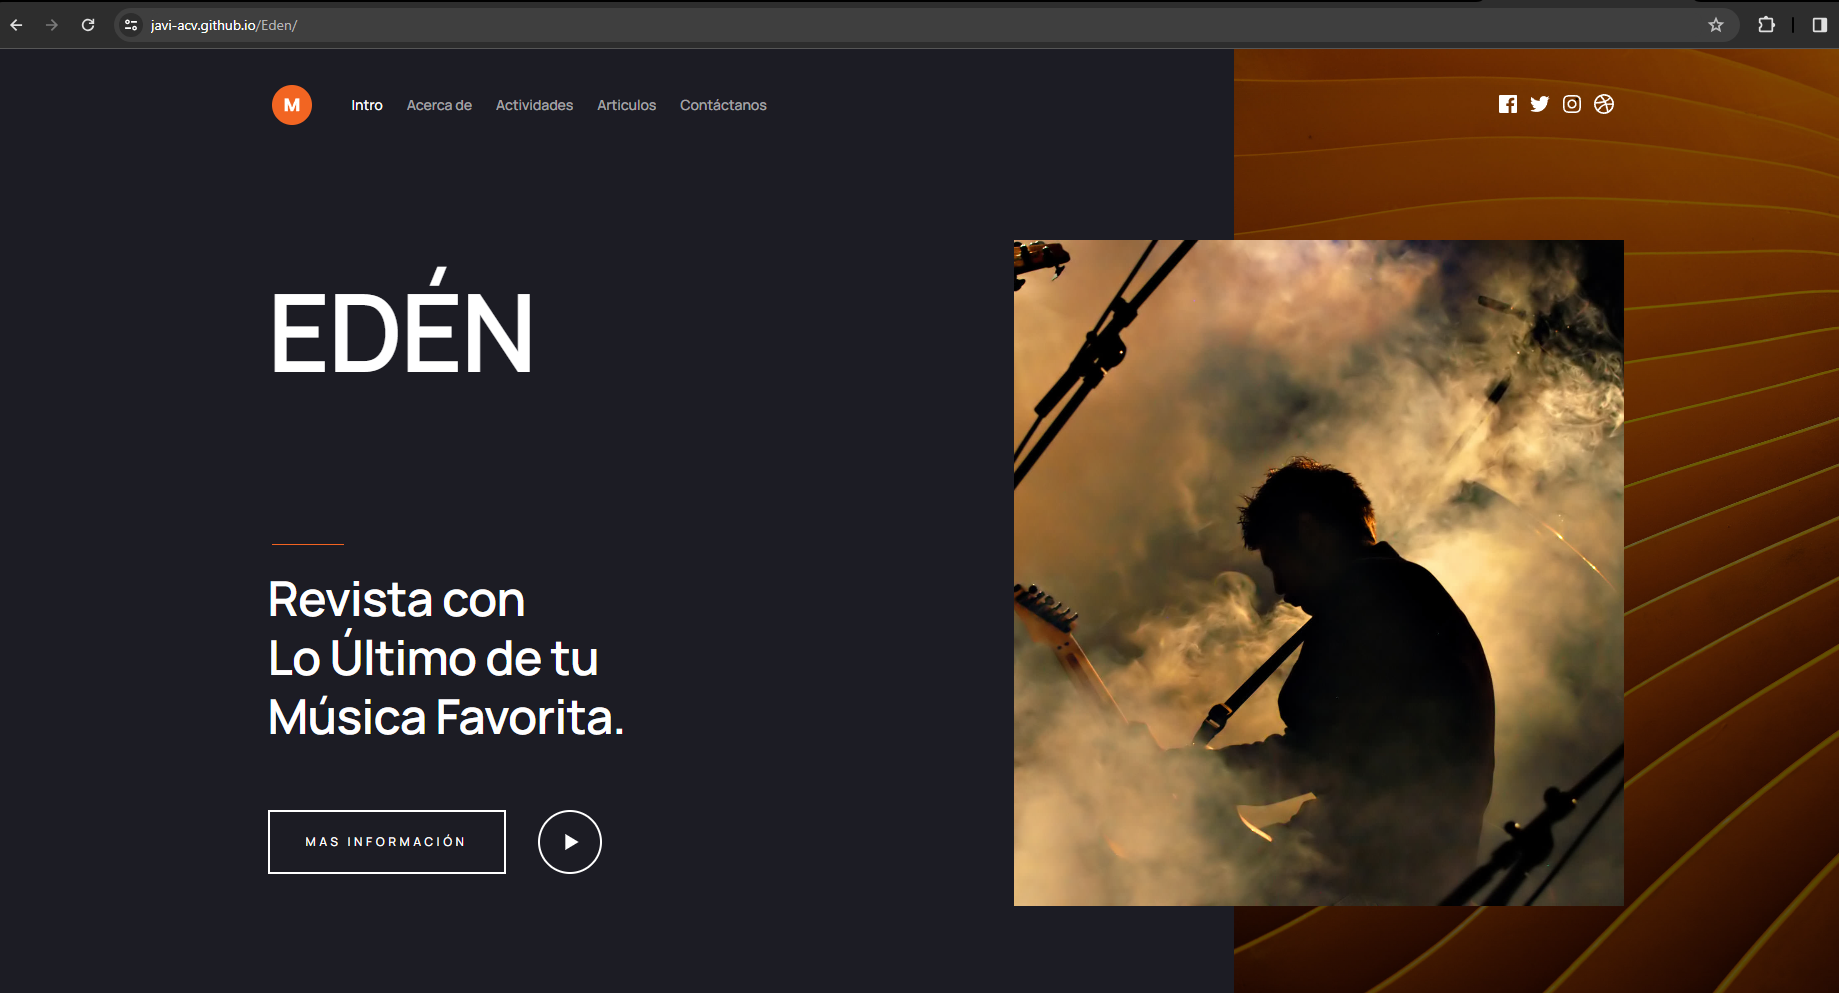 javi-acv.github.io/Eden/
M
Intro Acerca de Actividades Articulos Contáctanos
EDÉN
Revista con
Lo Último de tu
Música Favorita.
MAS INFORMACIÓN